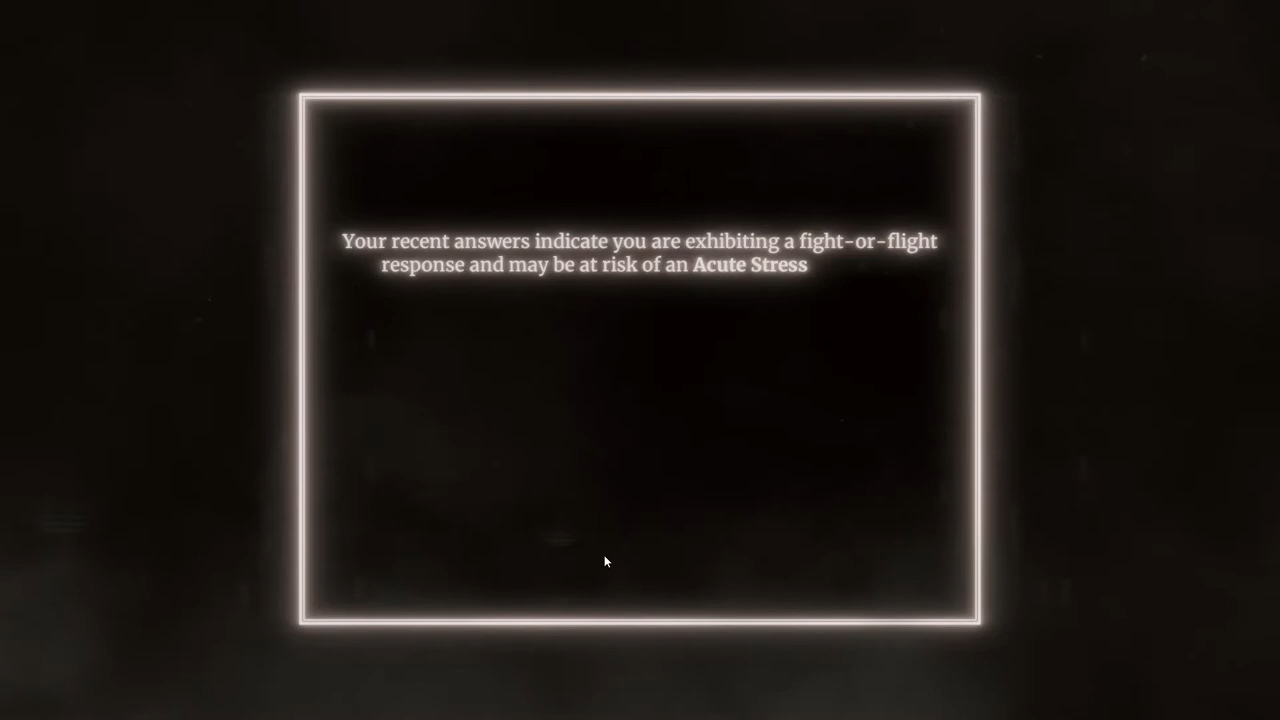 Your recent answers indicate you are exhibiting a fight-or-flight
response and may be at risk of an Acute Stress